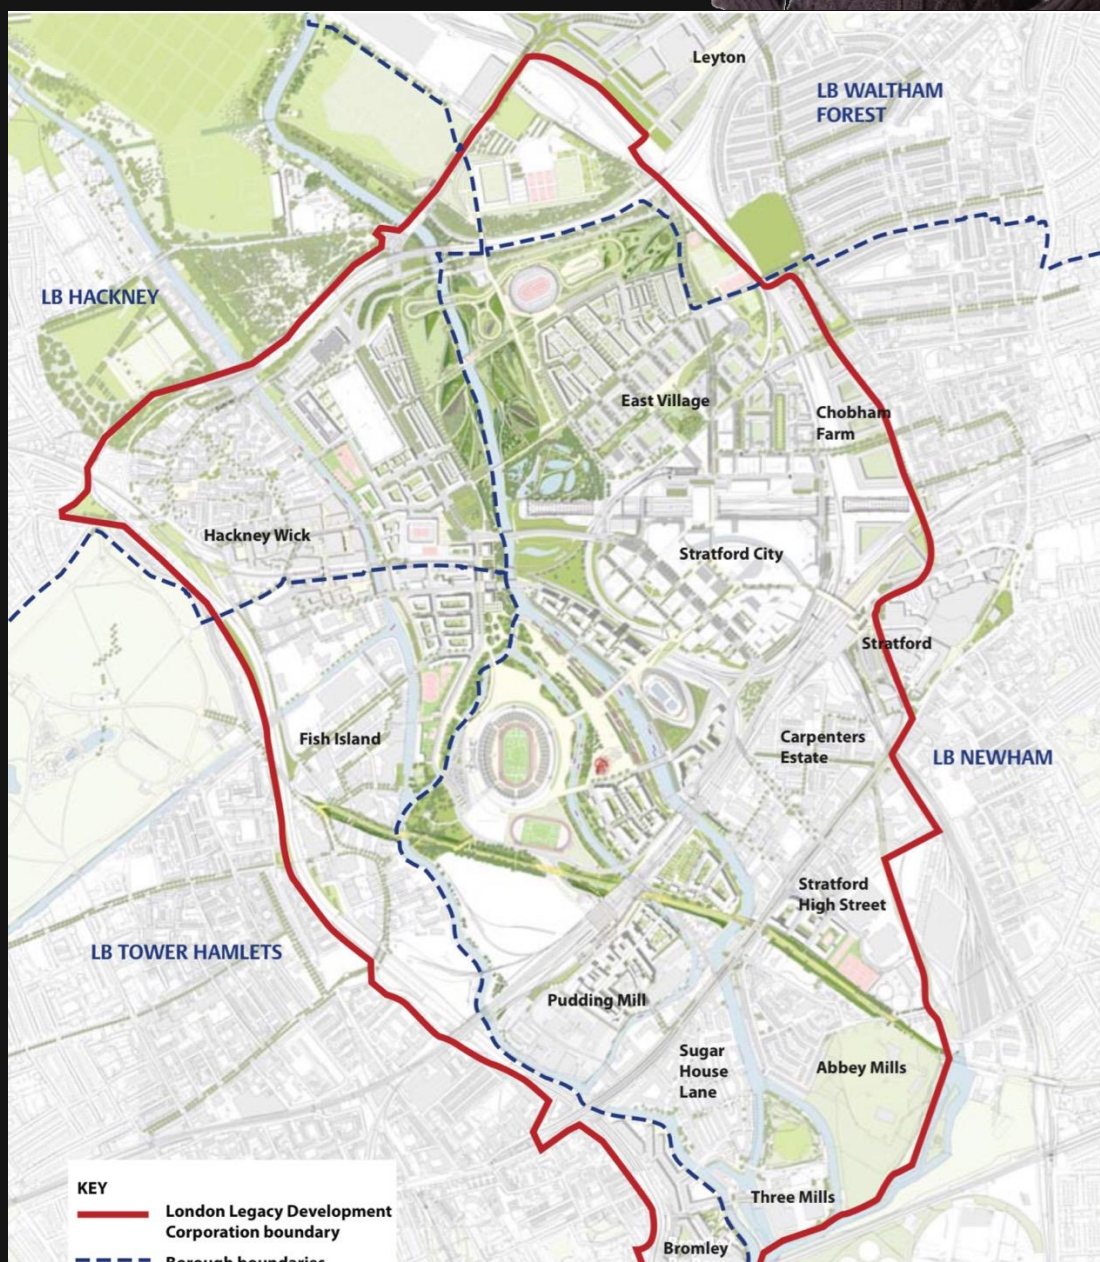 Leyton
LB WALTHAM
FOREST
LB HACKNEY
East Village
Chobham
Farm
Hackney Wick
Stratford City
Stratford
Fish Island
Carpenters
Estate
LB NEWHAM
Stratford
High Street
LB TOWER HAMLETS
Pudding Mill
Sugar
House
Lane
Abbey Mills
Three Mills
Bromley
KEY
London Legacy Development
Corporation boundary
Borough boundaries